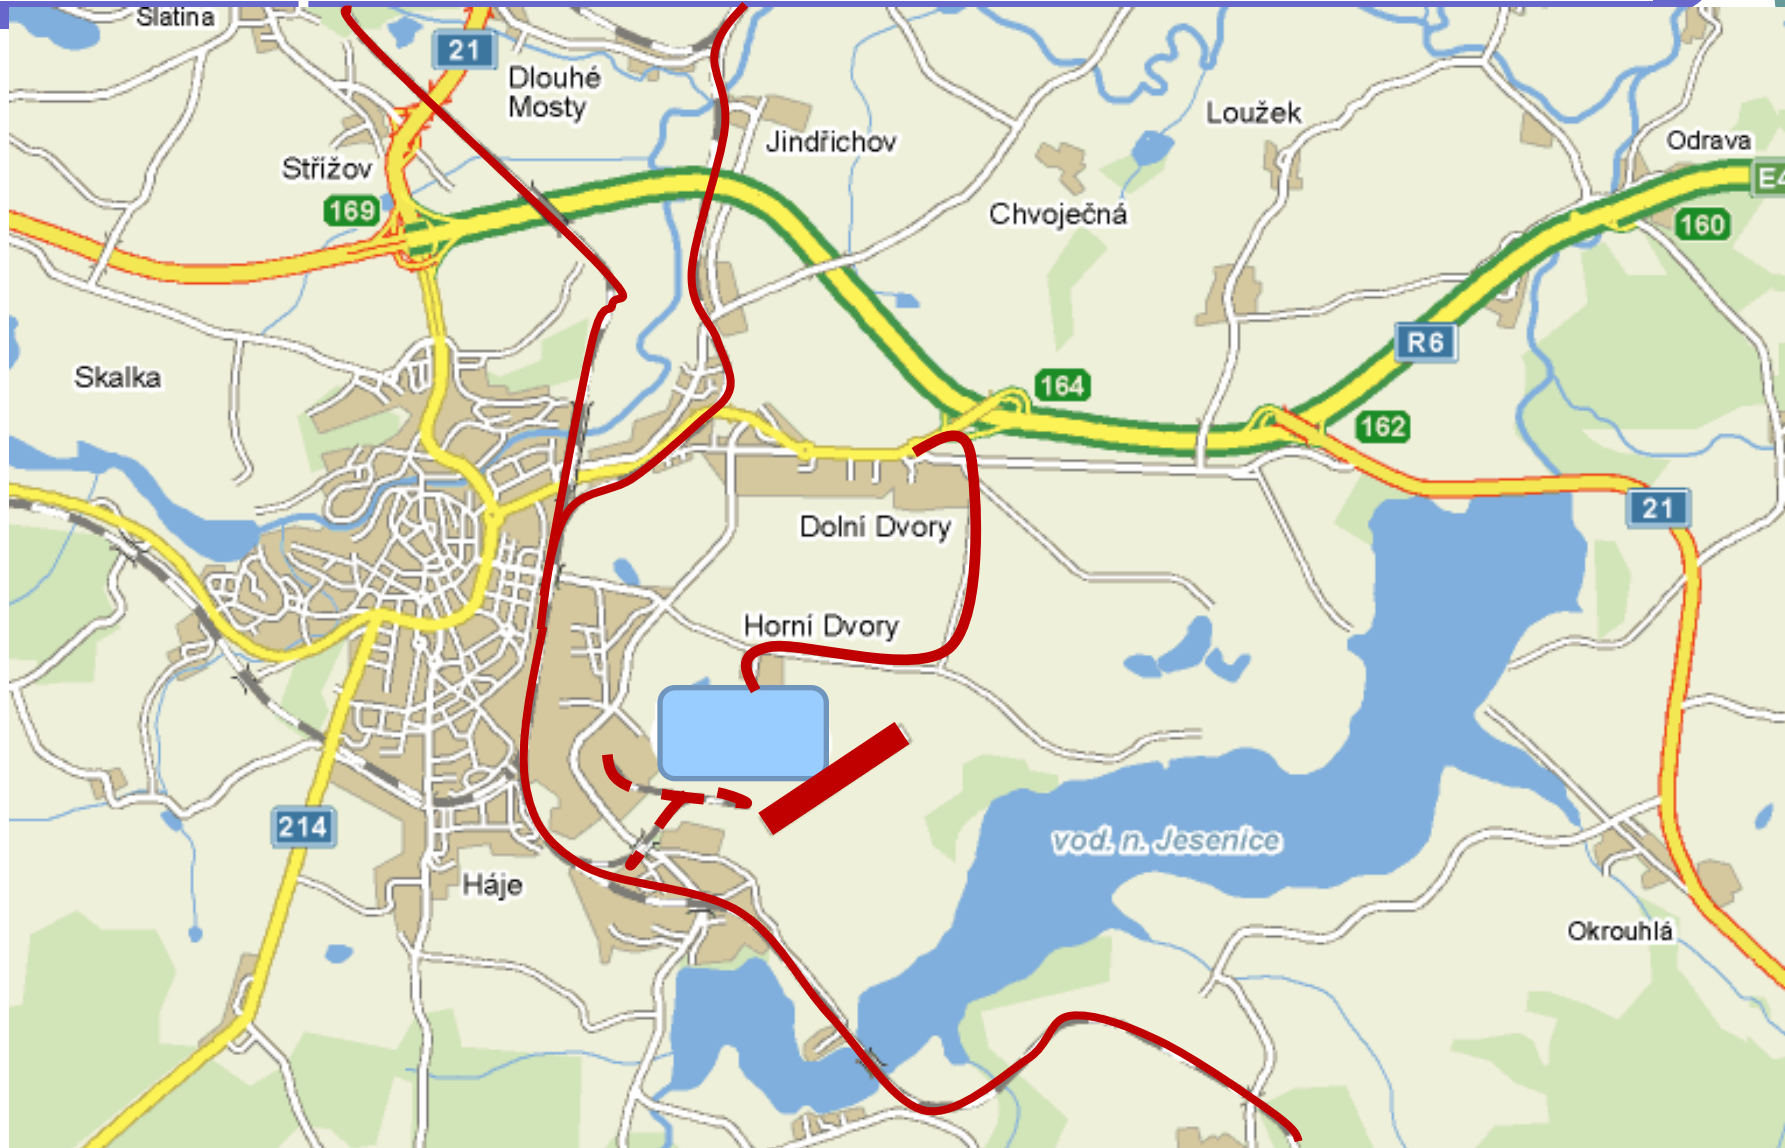 Slatina
21
Dlouhé
Mosty
Jindřichov
Loužek
Odrava
Střížov
169
Chvoječná
E4
160
R6
Skalka
164
162
21
Dolní Dvory
Horní Dvory
214
vod. n. Jesenice
Háje
Okrouhlá